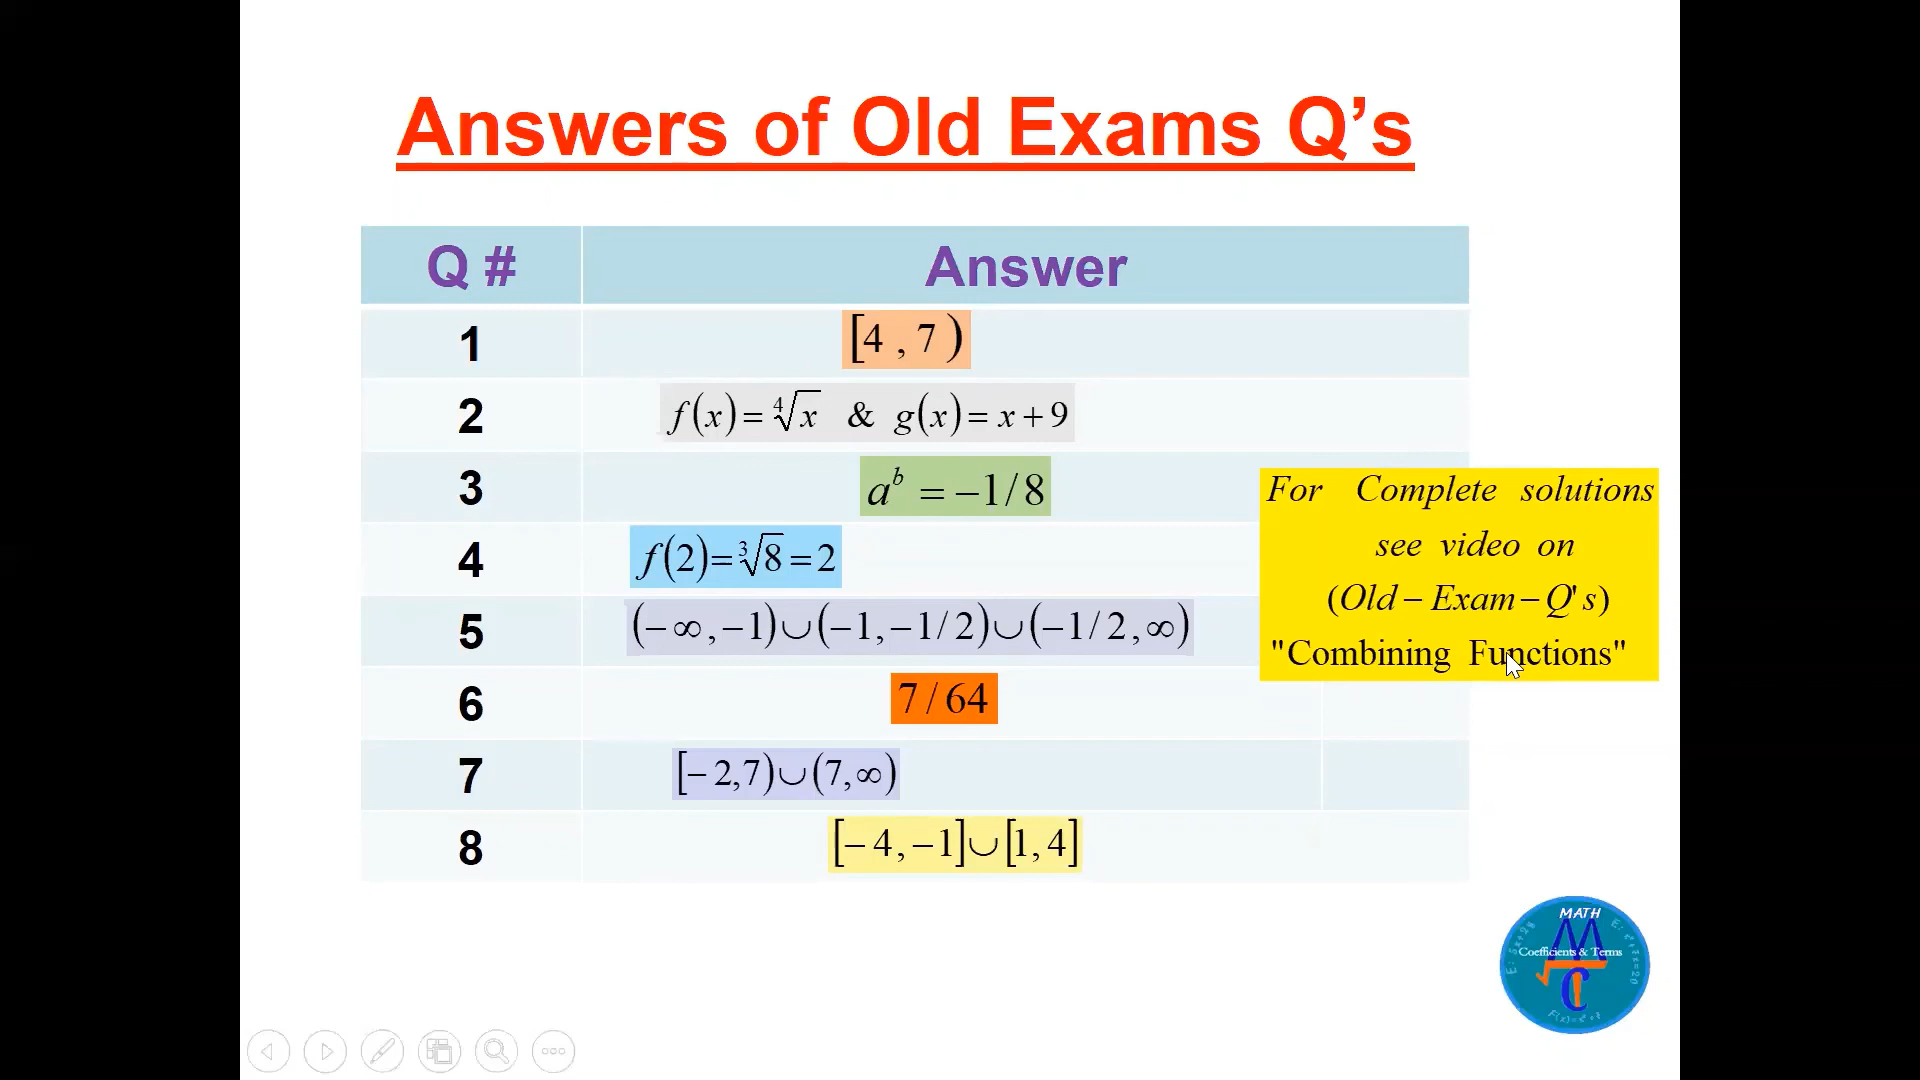 Answers of Old Exams Q’s
Q # Answer
1 [4 , 7 )
2 f(x) = ∜x & g(x) = x + 9
3 aᵇ = −1/8
4 f(2) = ∛8 = 2
5 (−∞, −1)∪(−1, −1/2)∪(−1/2, ∞)
6 7 / 64
7 [−2,7)∪(7,∞)
8 [−4, −1]∪[1, 4]
For Complete solutions
see video on
(Old − Exam − Q's)
"Combining Functions"
MATH
Coefficients & Terms